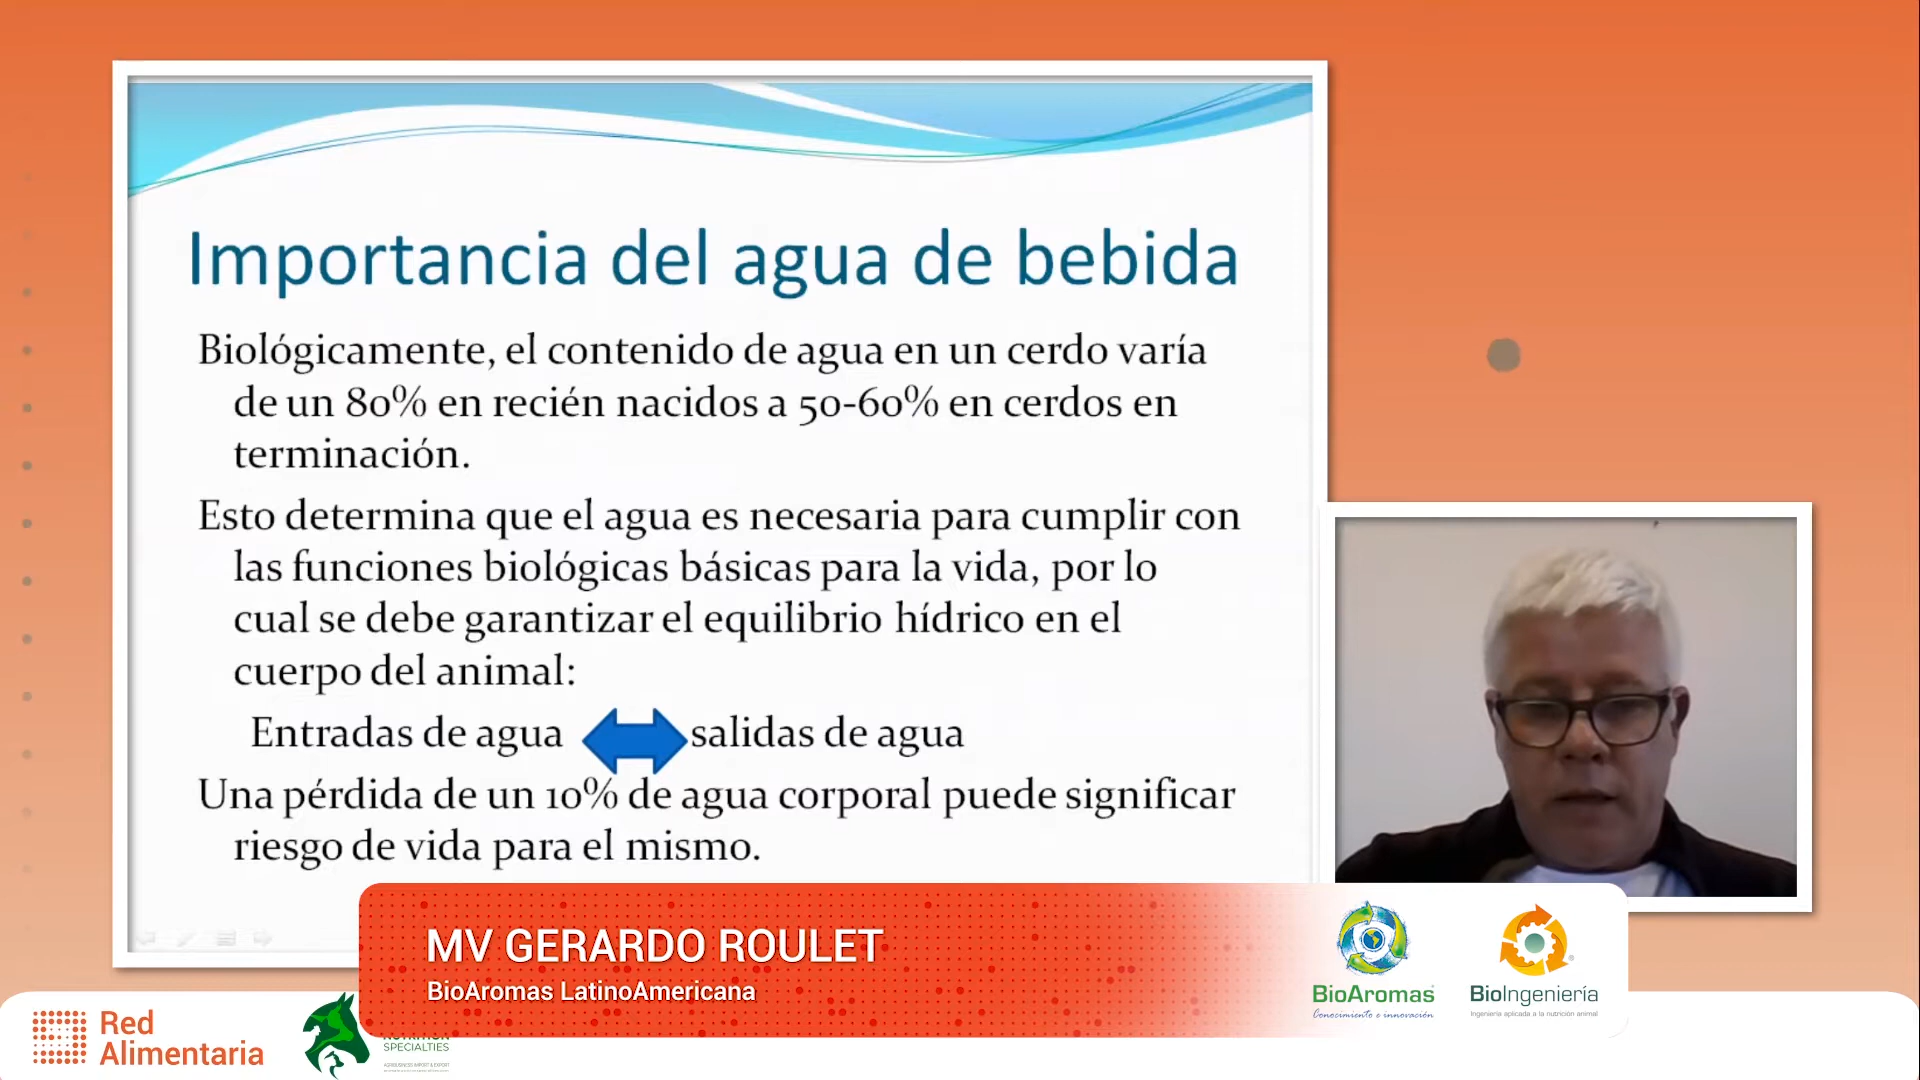 Importancia del agua de bebida
Biológicamente, el contenido de agua en un cerdo varía
de un 80% en recién nacidos a 50-60% en cerdos en
terminación.
Esto determina que el agua es necesaria para cumplir con
las funciones biológicas básicas para la vida, por lo
cual se debe garantizar el equilibrio hídrico en el
cuerpo del animal:
Entradas de agua salidas de agua
Una pérdida de un 10% de agua corporal puede significar
riesgo de vida para el mismo.
MV GERARDO ROULET
BioAromas LatinoAmericana
BioAromas
Conocimiento e innovación
BioIngeniería
Ingeniería aplicada a la nutrición animal
Red
Alimentaria
NUTRITION
SPECIALTIES
AGRIBUSINESS IMPORT & EXPORT